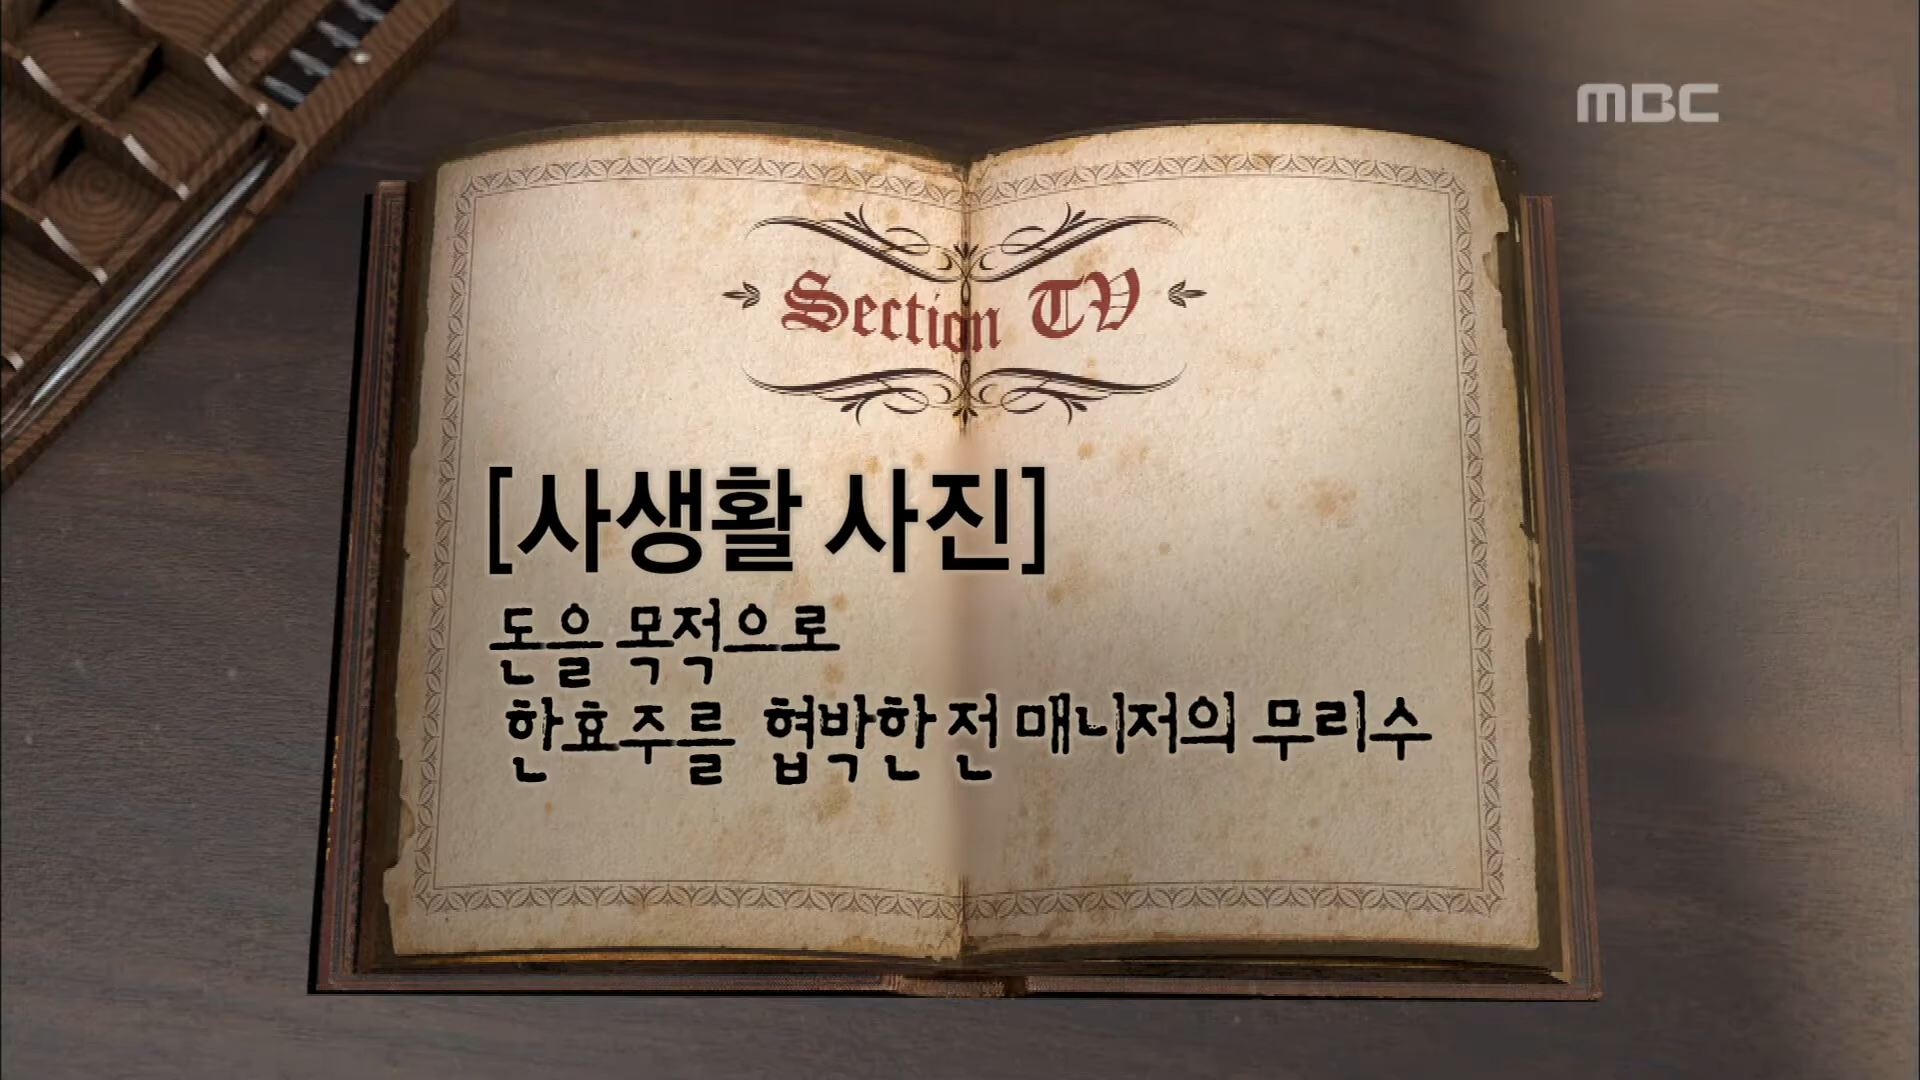 MBC
Section TV
[사생활 사진]
돈을 목적으로
한효주를 협박한 전 매니저의 무리수